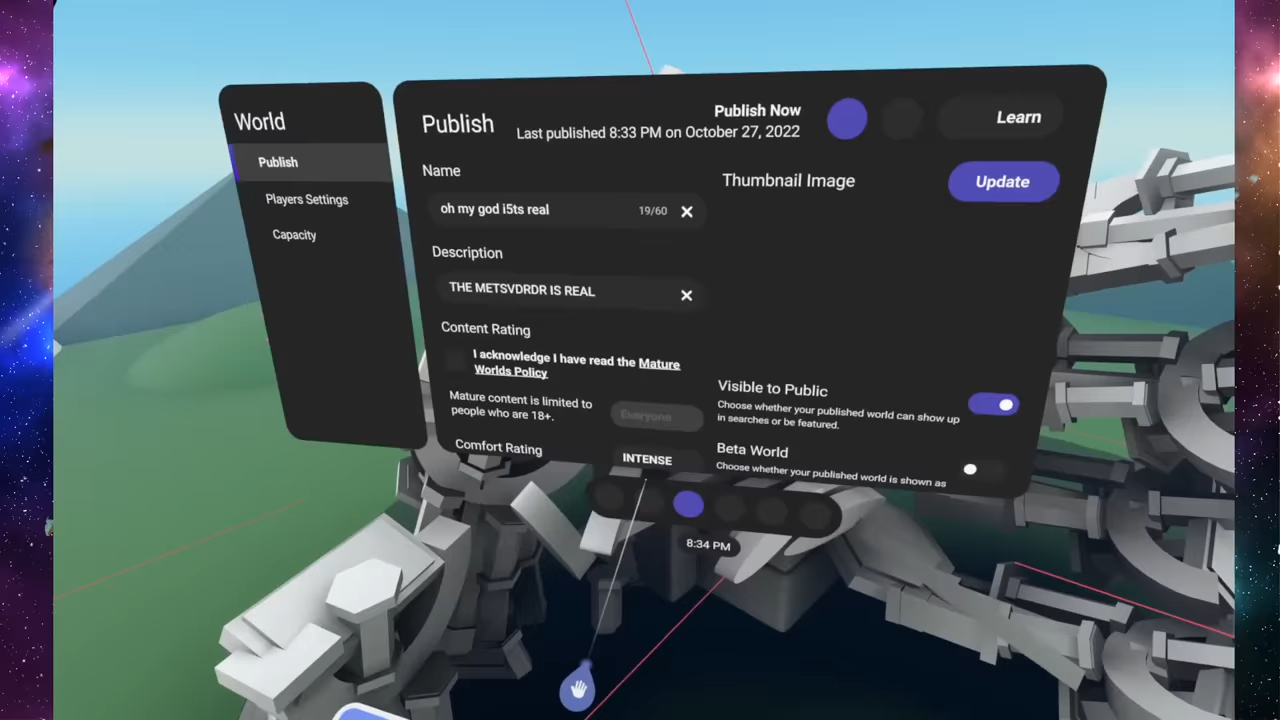 World
Publish
Players Settings
Capacity
Publish
Publish Now
Last published 8:33 PM on October 27, 2022
Learn
Name
oh my god i5ts real
19/60
Description
THE METSVDRDR IS REAL
Content Rating
I acknowledge I have read the Mature
Worlds Policy
Mature content is limited to
people who are 18+.
Everyone
Comfort Rating
INTENSE
Thumbnail Image
Update
Visible to Public
Choose whether your published world can show up
in searches or be featured.
Beta World
Choose whether your published world is shown as
8:34 PM